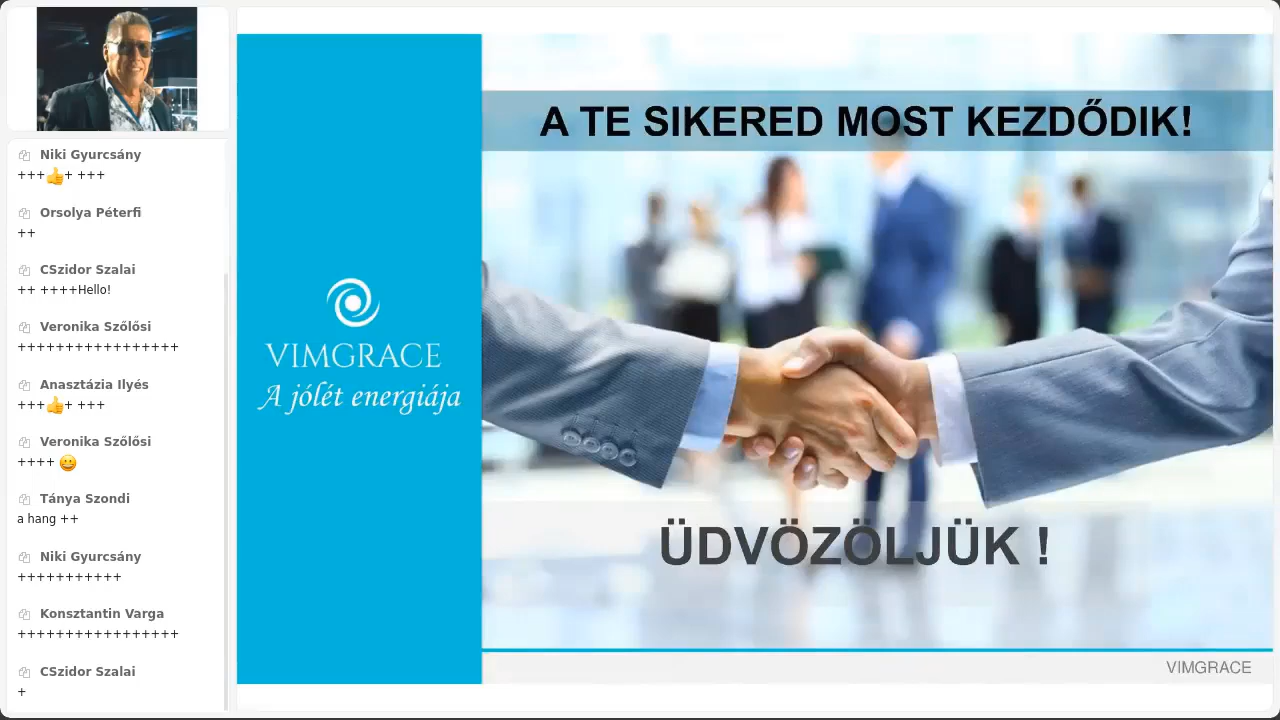 Niki Gyurcsány
+++👍+ +++
Orsolya Péterfi
++
CSzidor Szalai
++ ++++Hello!
Veronika Szőlősi
+++++++++++++++++
Anasztázia Ilyés
+++👍+ +++
Veronika Szőlősi
++++ 😀
Tánya Szondi
a hang ++
Niki Gyurcsány
+++++++++++
Konsztantin Varga
+++++++++++++++++
CSzidor Szalai
+
VIMGRACE
A jólét energiája
A TE SIKERED MOST KEZDŐDIK!
ÜDVÖZÖLJÜK !
VIMGRACE